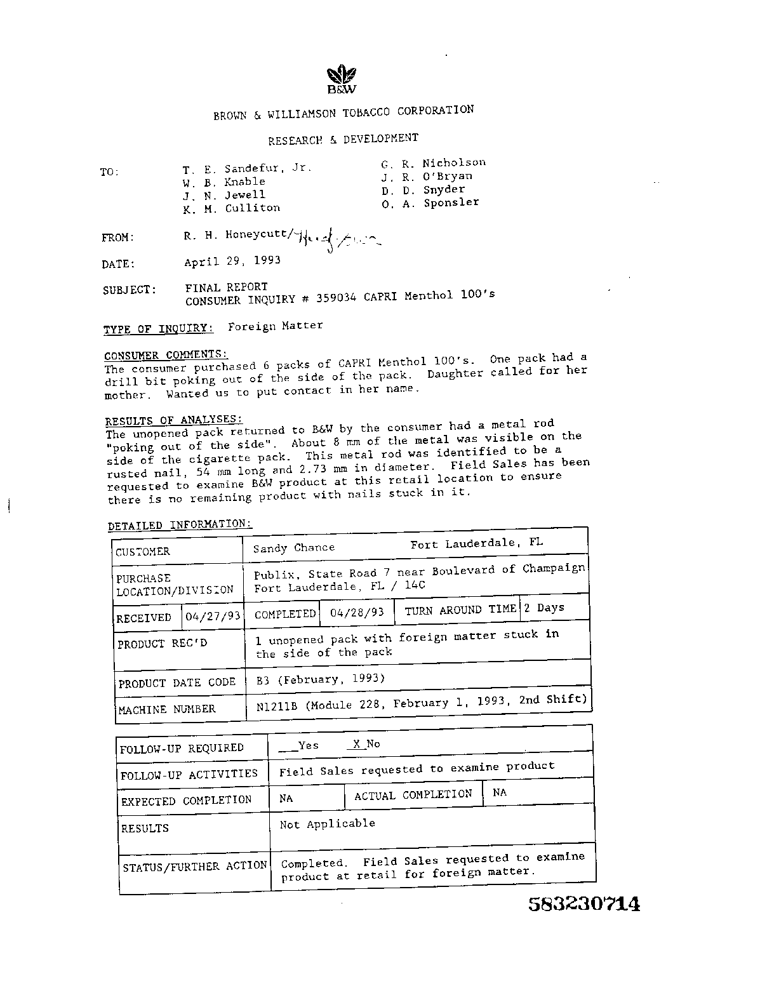 B&W
BROWN & WILLIAMSON TOBACCO CORPORATION
RESEARCH & DEVELOPMENT
TO: T. E. Sandefur, Jr. G. R. Nicholson
W. B. Knable J. R. O'Bryan
J. N. Jewell D. D. Snyder
K. M. Culliton O. A. Sponsler
FROM: R. H. Honeycutt/
DATE: April 29, 1993
SUBJECT: FINAL REPORT
CONSUMER INQUIRY # 359034 CAPRI Menthol 100's
TYPE OF INQUIRY: Foreign Matter
CONSUMER COMMENTS:
The consumer purchased 6 packs of CAPRI Menthol 100's. One pack had a
drill bit poking out of the side of the pack. Daughter called for her
mother. Wanted us to put contact in her name.
RESULTS OF ANALYSES:
The unopened pack returned to B&W by the consumer had a metal rod
"poking out of the side". About 8 mm of the metal was visible on the
side of the cigarette pack. This metal rod was identified to be a
rusted nail, 54 mm long and 2.73 mm in diameter. Field Sales has been
requested to examine B&W product at this retail location to ensure
there is no remaining product with nails stuck in it.
DETAILED INFORMATION:
CUSTOMER Sandy Chance Fort Lauderdale, FL
PURCHASE LOCATION/DIVISION Publix, State Road 7 near Boulevard of Champaign
Fort Lauderdale, FL / 14C
RECEIVED 04/27/93 COMPLETED 04/28/93 TURN AROUND TIME 2 Days
PRODUCT REC'D 1 unopened pack with foreign matter stuck in
the side of the pack
PRODUCT DATE CODE B3 (February, 1993)
MACHINE NUMBER N1211B (Module 228, February 1, 1993, 2nd Shift)
FOLLOW-UP REQUIRED ___Yes _X_No
FOLLOW-UP ACTIVITIES Field Sales requested to examine product
EXPECTED COMPLETION NA ACTUAL COMPLETION NA
RESULTS Not Applicable
STATUS/FURTHER ACTION Completed. Field Sales requested to examine
product at retail for foreign matter.
583230714